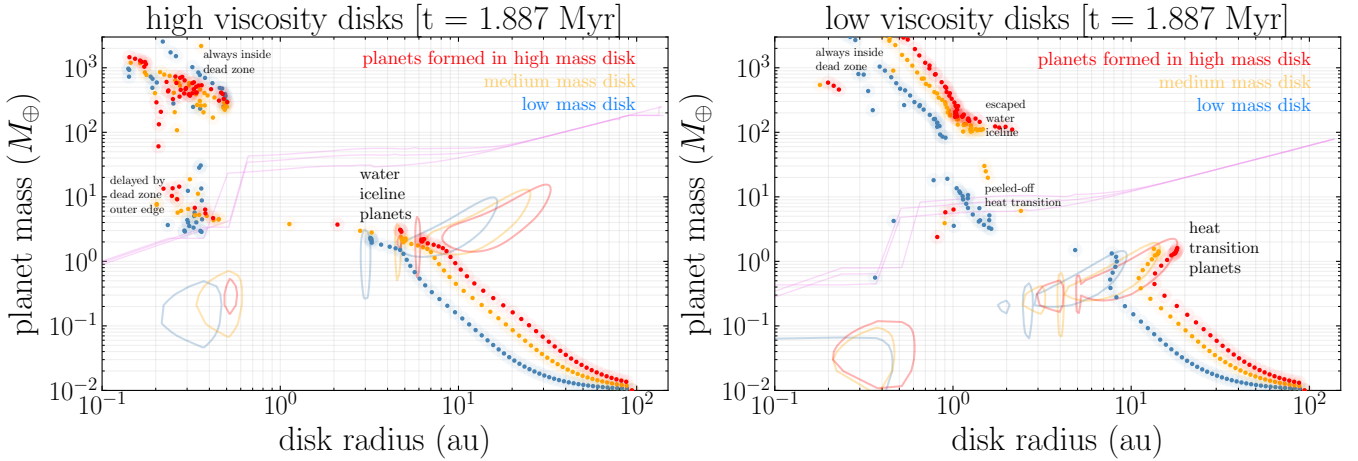 high viscosity disks [t = 1.887 Myr]
planet mass (M⊕)
10³
10²
10¹
10⁰
10⁻¹
10⁻²
always inside
dead zone
planets formed in high mass disk
medium mass disk
low mass disk
delayed by
dead zone
outer edge
water
iceline
planets
10⁻¹
10⁰
10¹
10²
disk radius (au)
low viscosity disks [t = 1.887 Myr]
planet mass (M⊕)
10³
10²
10¹
10⁰
10⁻¹
10⁻²
always inside
dead zone
planets formed in high mass disk
medium mass disk
low mass disk
escaped
water
iceline
peeled-off
heat transition
heat
transition
planets
10⁻¹
10⁰
10¹
10²
disk radius (au)